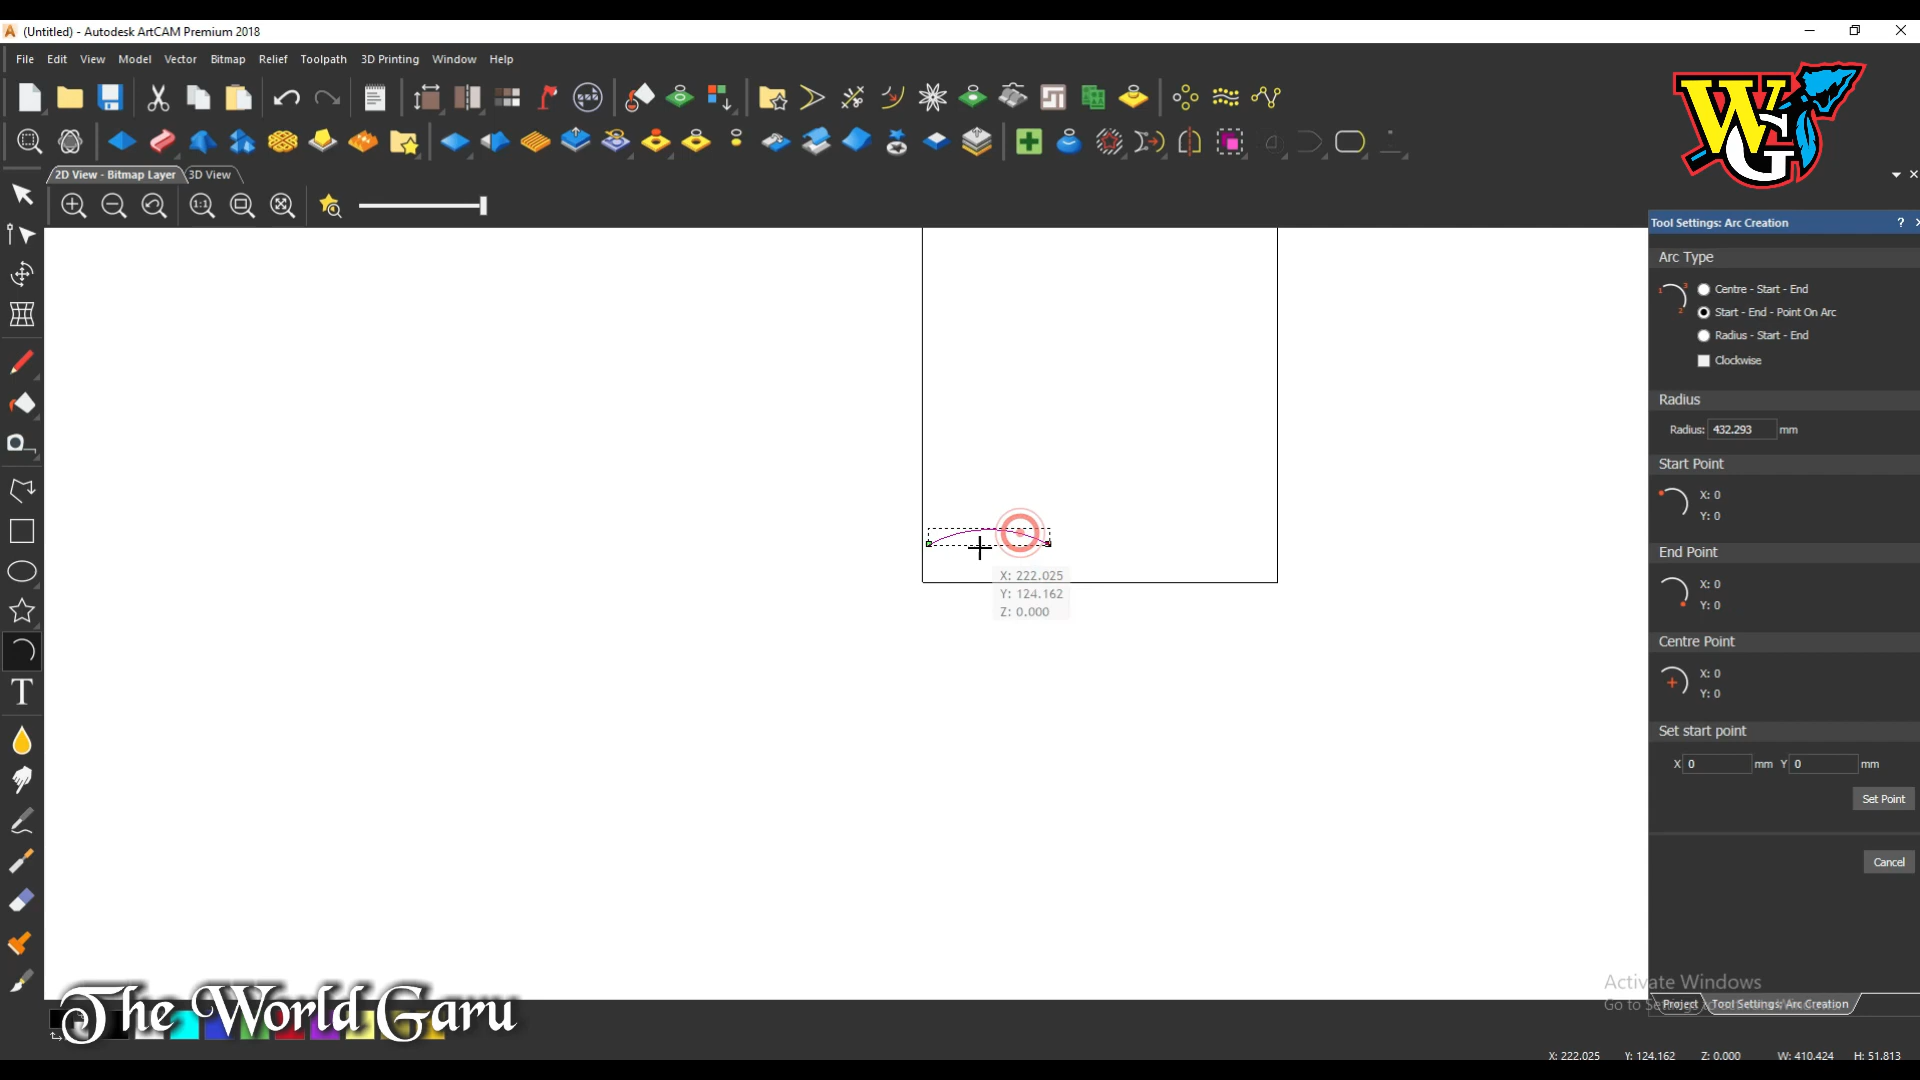 (Untitled) - Autodesk ArtCAM Premium 2018
File Edit View Model Vector Bitmap Relief Toolpath 3D Printing Window Help
WGS
2D View - Bitmap Layer
3D View
1:1
Tool Settings: Arc Creation
Arc Type
Centre - Start - End
Start - End - Point On Arc
Radius - Start - End
Clockwise
Radius
Radius: 432.293 mm
Start Point
X: 0
Y: 0
End Point
X: 0
Y: 0
Centre Point
X: 0
Y: 0
Set start point
X 0 mm Y 0 mm
Set Point
Cancel
X: 222.025
Y: 124.162
Z: 0.000
T
Activate Windows
Project
Tool Settings: Arc Creation
The World Garu
X: 222.025 Y: 124.162 Z: 0.000 W: 410.424 H: 51.813